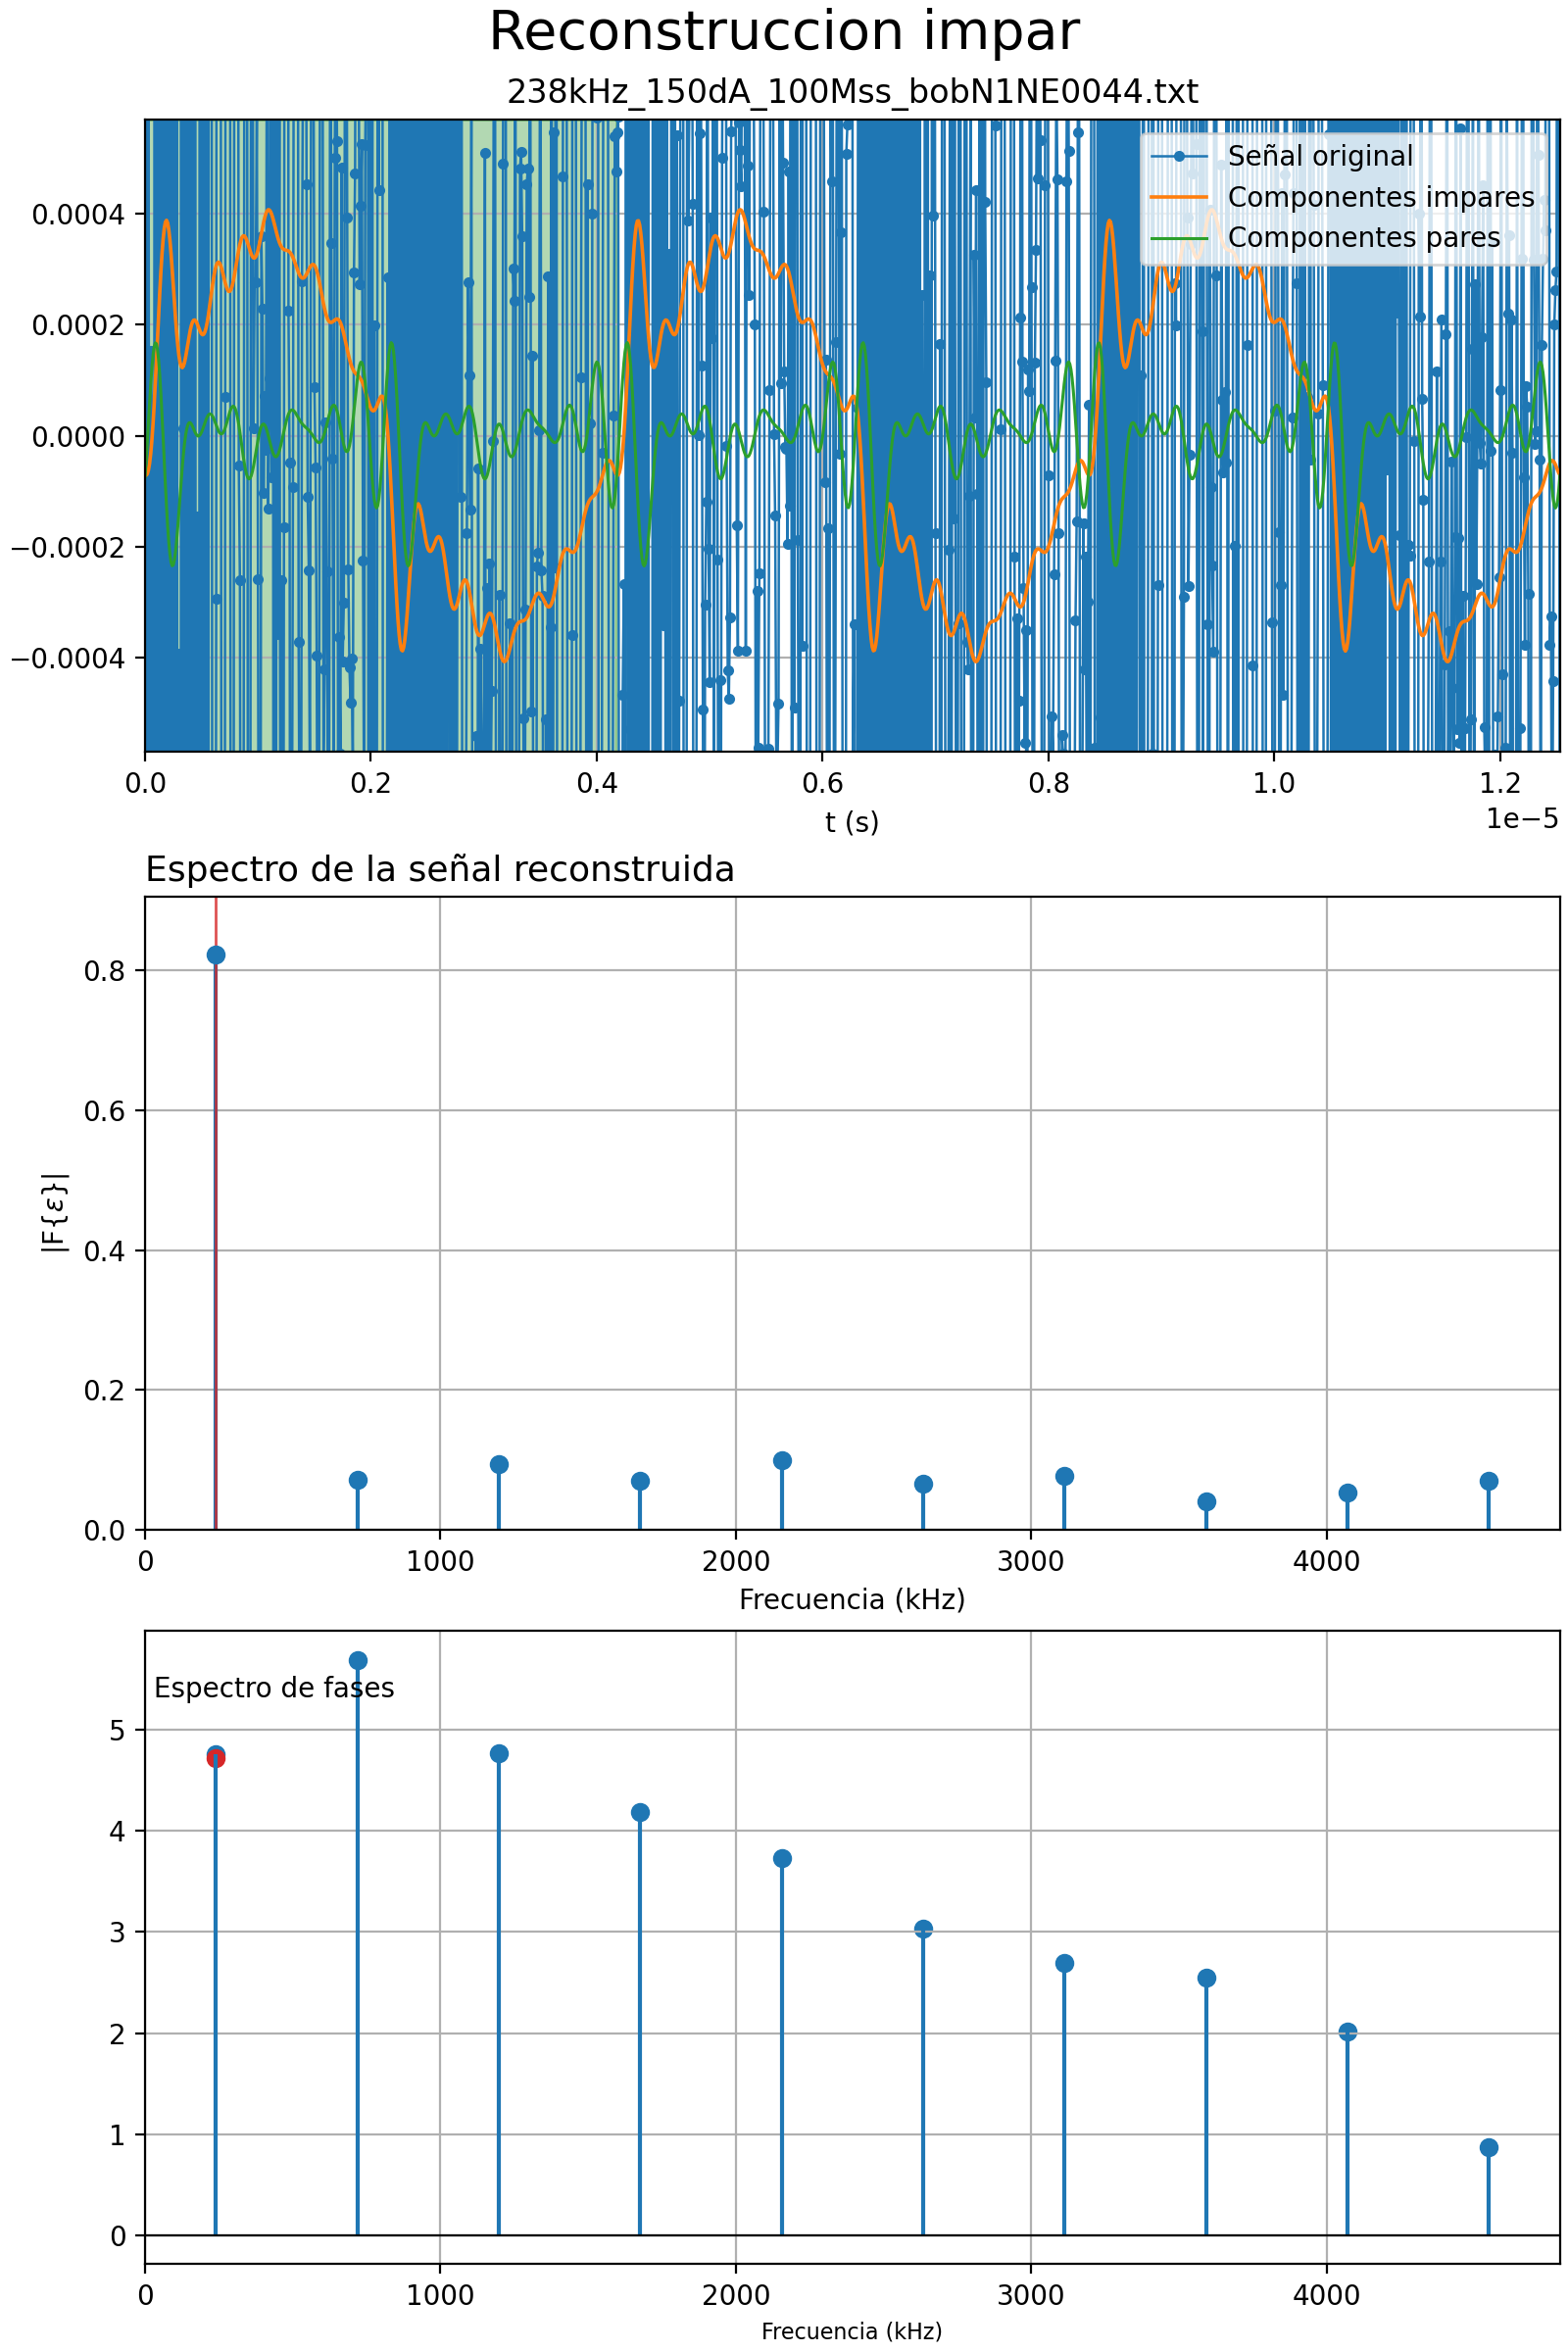 Reconstruccion impar
238kHz_150dA_100Mss_bobN1NE0044.txt
Señal original
Componentes impares
Componentes pares
0.0004
0.0002
0.0000
−0.0002
−0.0004
0.0 0.2 0.4 0.6 0.8 1.0 1.2
1e−5
t (s)
Espectro de la señal reconstruida
0.8
0.6
0.4
0.2
0.0
|F{ε}|
0 1000 2000 3000 4000
Frecuencia (kHz)
Espectro de fases
5
4
3
2
1
0
0 1000 2000 3000 4000
Frecuencia (kHz)